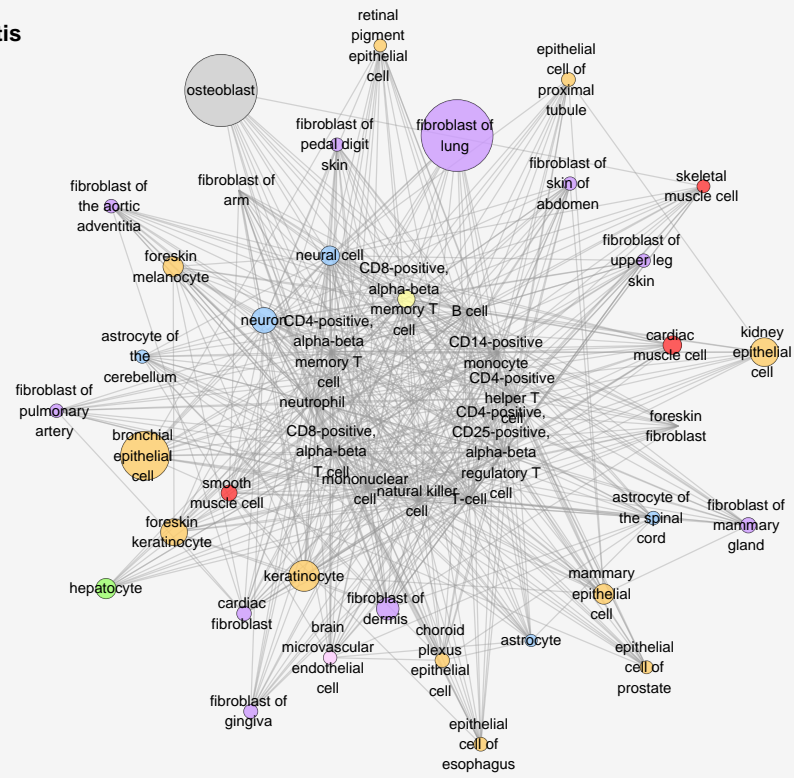 tis
retinal
pigment
epithelial
cell
epithelial
cell of
proximal
tubule
osteoblast
fibroblast of
lung
fibroblast of
pedal digit
skin
fibroblast of
arm
fibroblast of
skin of
abdomen
skeletal
muscle cell
fibroblast of
the aortic
adventitia
foreskin
melanocyte
neural cell
fibroblast of
upper leg
skin
CD8-positive,
alpha-beta
memory T
cell
B cell
neuron
CD4-positive,
alpha-beta
memory T
cell
CD14-positive
monocyte
cardiac
muscle cell
kidney
epithelial
cell
astrocyte of
the
cerebellum
CD4-positive
helper T
cell
neutrophil
fibroblast of
pulmonary
artery
CD4-positive,
CD25-positive,
alpha-beta
regulatory T
cell
foreskin
fibroblast
bronchial
epithelial
cell
CD8-positive,
alpha-beta
T cell
mononuclear
cell
natural killer
cell
T-cell
smooth
muscle cell
foreskin
keratinocyte
astrocyte of
the spinal
cord
fibroblast of
mammary
gland
hepatocyte
keratinocyte
mammary
epithelial
cell
cardiac
fibroblast
fibroblast of
dermis
brain
microvascular
endothelial
cell
choroid
plexus
epithelial
cell
astrocyte
epithelial
cell of
prostate
fibroblast of
gingiva
epithelial
cell of
esophagus